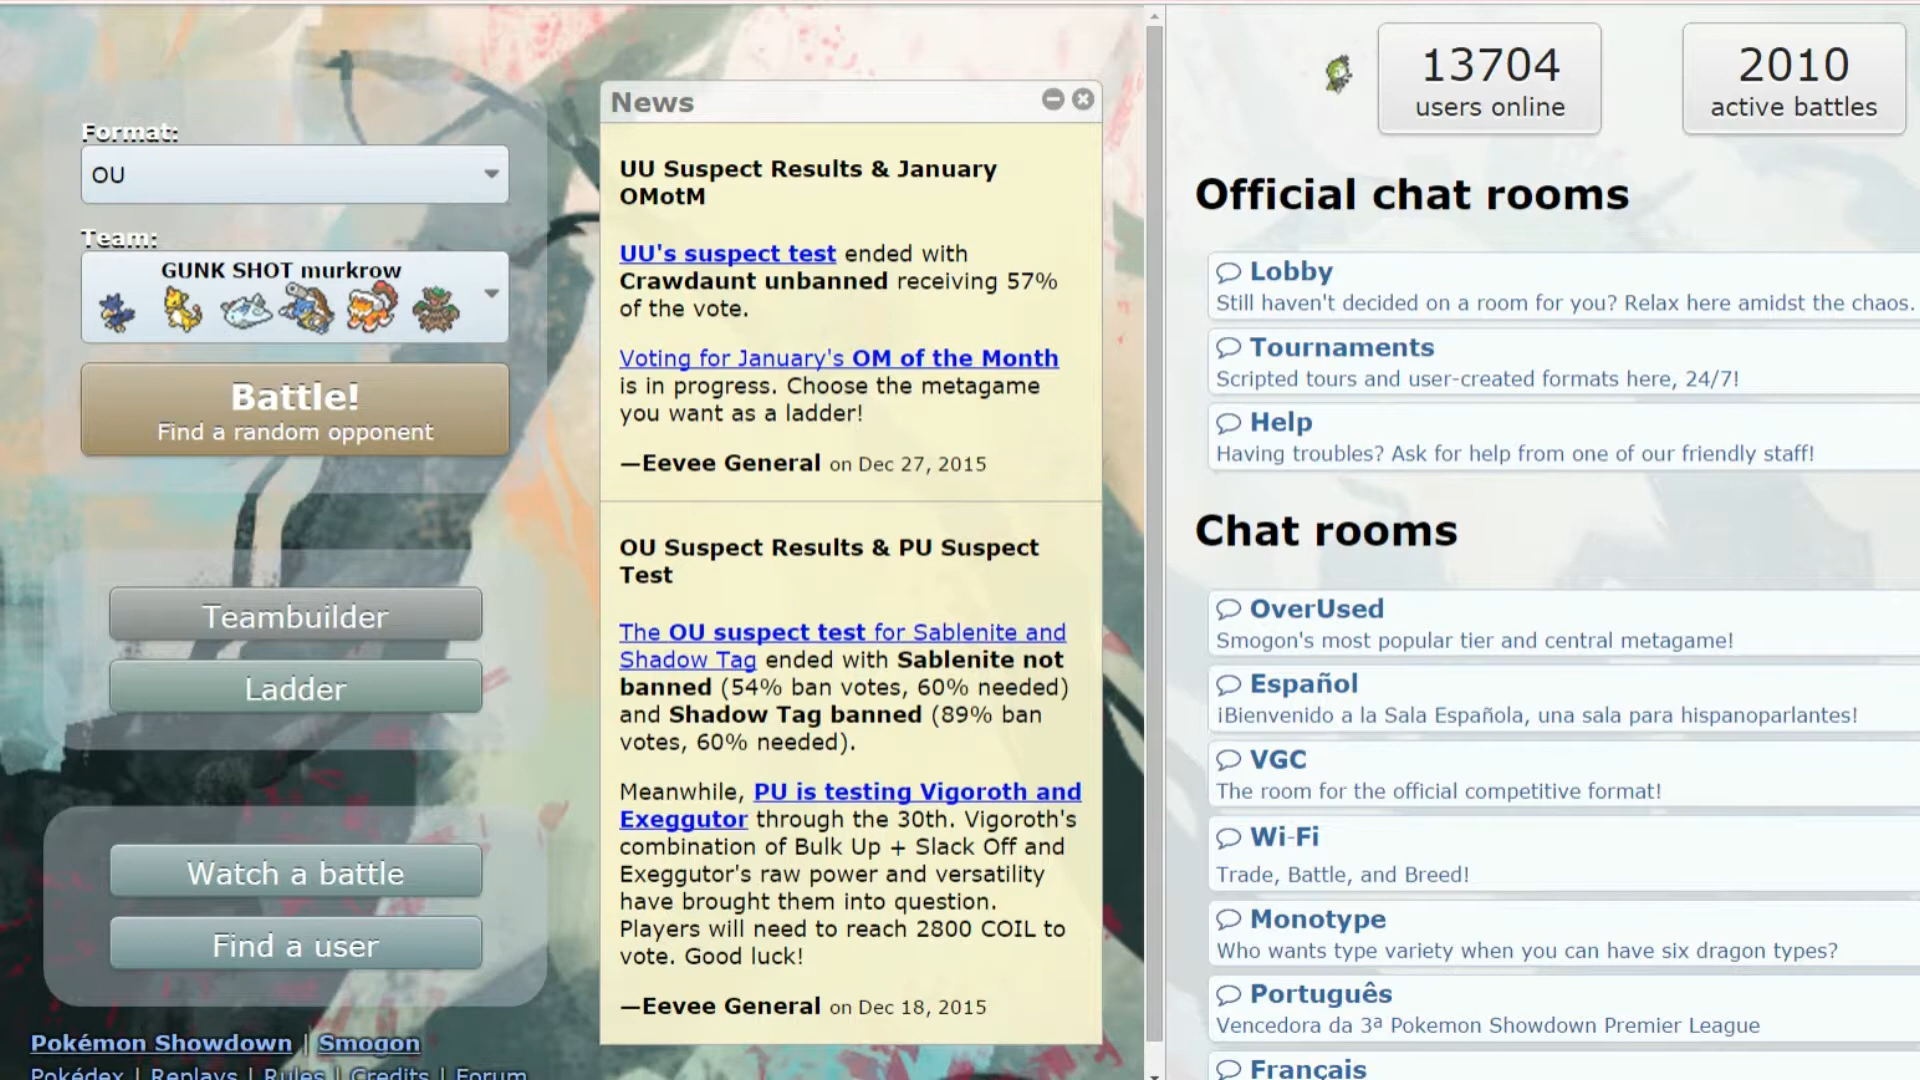 Format:
OU
Team:
GUNK SHOT murkrow
Battle!
Find a random opponent
Teambuilder
Ladder
Watch a battle
Find a user
Pokémon Showdown | Smogon
Pokédex | Replays | Rules | Credits | Forum
News
UU Suspect Results & January
OMotM
UU's suspect test ended with
Crawdaunt unbanned receiving 57%
of the vote.
Voting for January's OM of the Month
is in progress. Choose the metagame
you want as a ladder!
—Eevee General on Dec 27, 2015
OU Suspect Results & PU Suspect
Test
The OU suspect test for Sablenite and
Shadow Tag ended with Sablenite not
banned (54% ban votes, 60% needed)
and Shadow Tag banned (89% ban
votes, 60% needed).
Meanwhile, PU is testing Vigoroth and
Exeggutor through the 30th. Vigoroth's
combination of Bulk Up + Slack Off and
Exeggutor's raw power and versatility
have brought them into question.
Players will need to reach 2800 COIL to
vote. Good luck!
—Eevee General on Dec 18, 2015
13704
users online
2010
active battles
Official chat rooms
Lobby
Still haven't decided on a room for you? Relax here amidst the chaos.
Tournaments
Scripted tours and user-created formats here, 24/7!
Help
Having troubles? Ask for help from one of our friendly staff!
Chat rooms
OverUsed
Smogon's most popular tier and central metagame!
Español
¡Bienvenido a la Sala Española, una sala para hispanoparlantes!
VGC
The room for the official competitive format!
Wi-Fi
Trade, Battle, and Breed!
Monotype
Who wants type variety when you can have six dragon types?
Português
Vencedora da 3ª Pokemon Showdown Premier League
Français